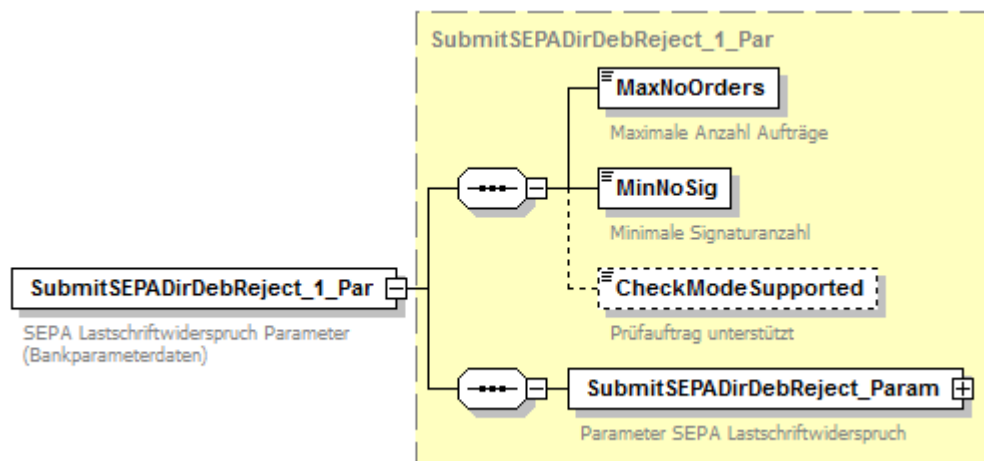 SubmitSEPADirDebReject_1_Par
MaxNoOrders
Maximale Anzahl Aufträge
MinNoSig
Minimale Signaturanzahl
CheckModeSupported
Prüfauftrag unterstützt
SubmitSEPADirDebReject_1_Par
SEPA Lastschriftwiderspruch Parameter
(Bankparameterdaten)
SubmitSEPADirDebReject_Param
Parameter SEPA Lastschriftwiderspruch